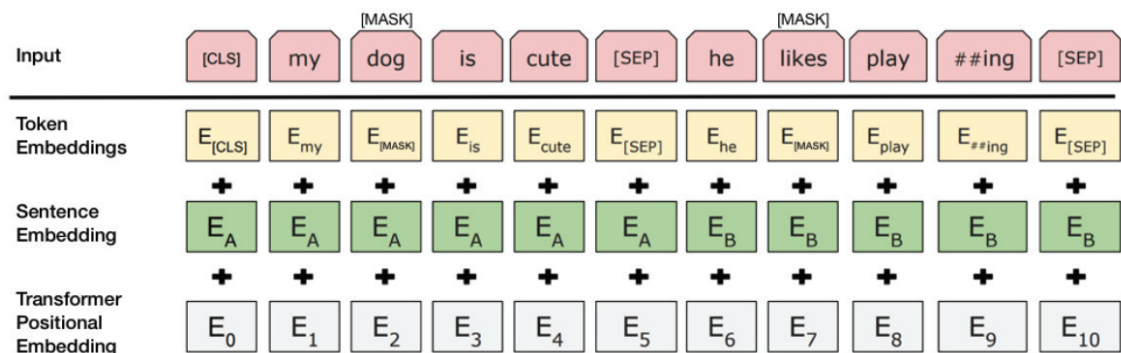 [MASK] [MASK]
Input [CLS] my dog is cute [SEP] he likes play ##ing [SEP]
Token
Embeddings
E[CLS] Emy E[MASK] Eis Ecute E[SEP] Ehe E[MASK] Eplay E##ing E[SEP]
+ + + + + + + + + + +
Sentence
Embedding
EA EA EA EA EA EA EB EB EB EB EB
+ + + + + + + + + + +
Transformer
Positional
Embedding
E0 E1 E2 E3 E4 E5 E6 E7 E8 E9 E10